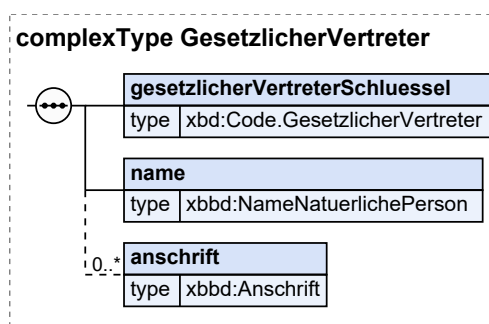 complexType GesetzlicherVertreter
gesetzlicherVertreterSchluessel
type xbd:Code.GesetzlicherVertreter
name
type xbbd:NameNatuerlichePerson
0..* anschrift
type xbbd:Anschrift